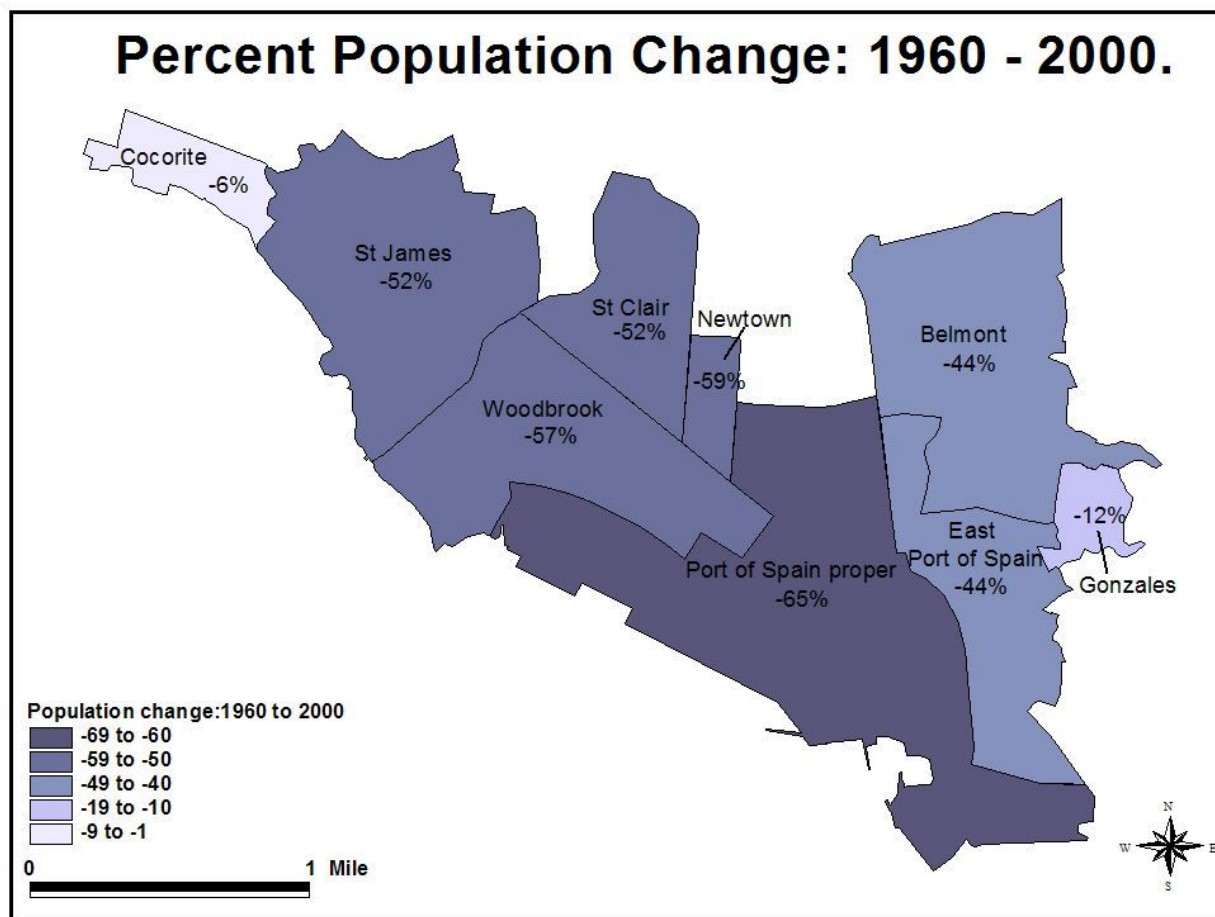 Percent Population Change: 1960 - 2000.
Cocorite
-6%
St James
-52%
St Clair
-52%
Newtown
-59%
Belmont
-44%
Woodbrook
-57%
-12%
Gonzales
East
Port of Spain
-44%
Port of Spain proper
-65%
Population change:1960 to 2000
-69 to -60
-59 to -50
-49 to -40
-19 to -10
-9 to -1
0 1 Mile
N
W E
S